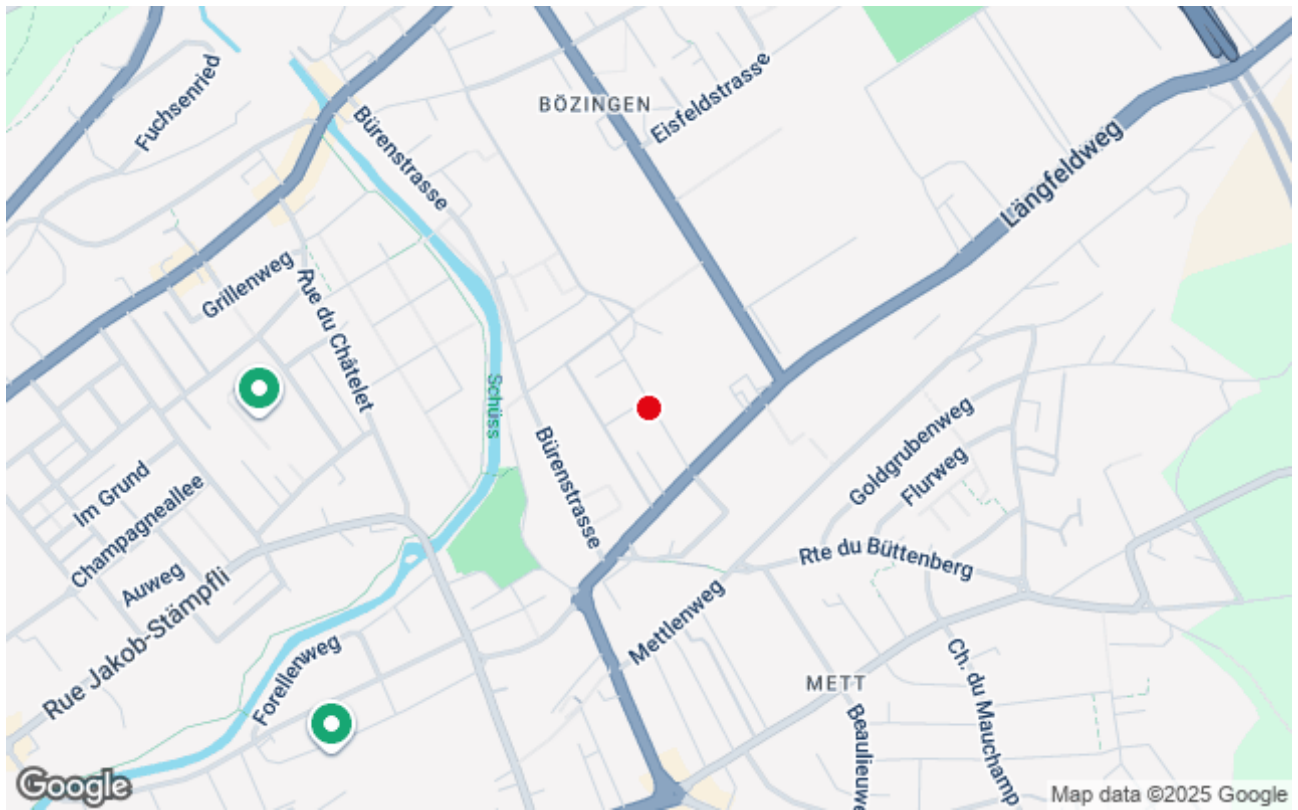 Fuchsenried
Bürenstrasse
BÖZINGEN
Eisfeldstrasse
Längfeldweg
Grillenweg
Rue du Châtelet
Schüss
Bürenstrasse
Goldgrubenweg
Flurweg
Im Grund
Champagneallee
Auweg
Rte du Büttenberg
Rue Jakob-Stämpfli
Mettlenweg
Forellenweg
METT
Ch. du Mauchamp
Beaulieuwe
Google
Map data ©2025 Google